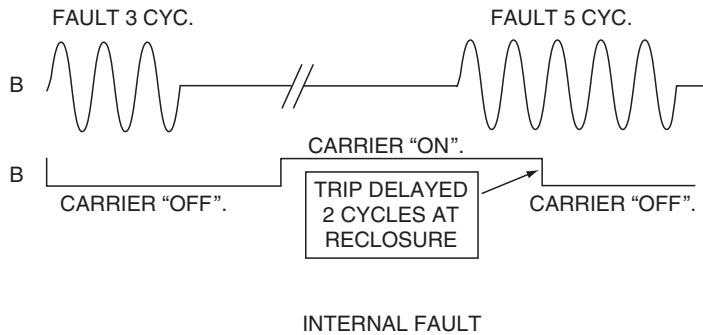 FAULT 3 CYC.
FAULT 5 CYC.
B
B
CARRIER “ON”.
CARRIER “OFF”.
TRIP DELAYED
2 CYCLES AT
RECLOSURE
CARRIER “OFF”.
INTERNAL FAULT